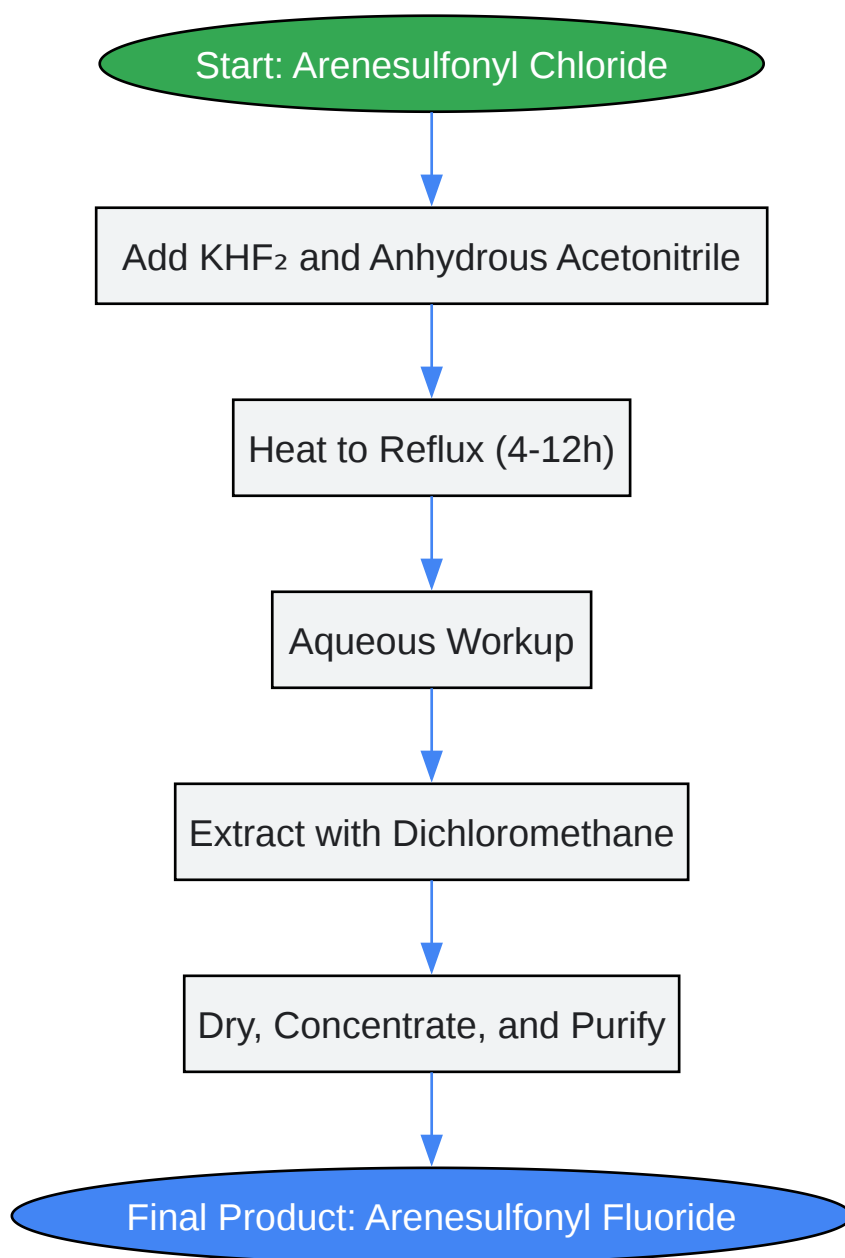 Start: Arenesulfonyl Chloride
Add KHF₂ and Anhydrous Acetonitrile
Heat to Reflux (4-12h)
Aqueous Workup
Extract with Dichloromethane
Dry, Concentrate, and Purify
Final Product: Arenesulfonyl Fluoride